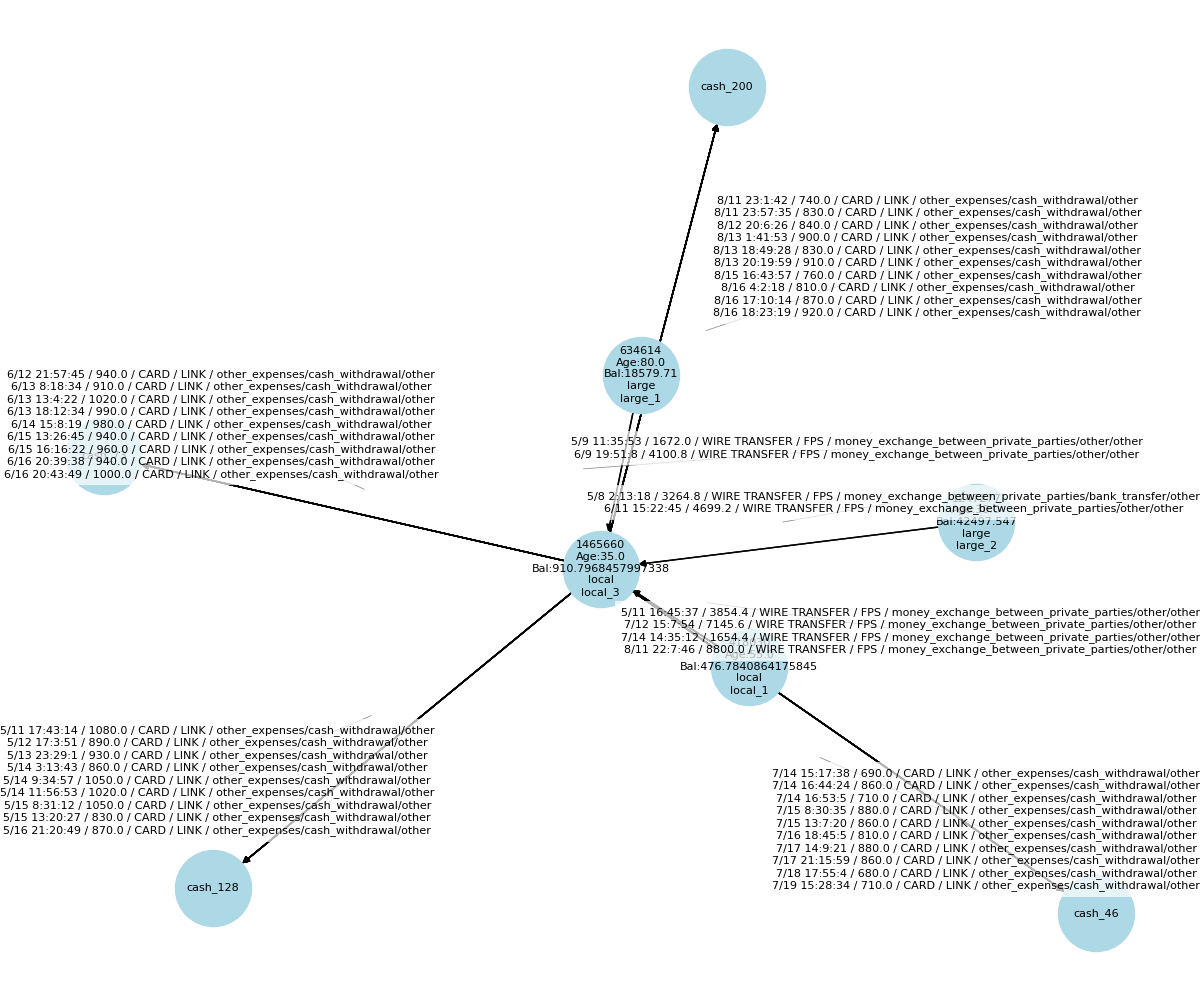 cash_200
8/11 23:1:42 / 740.0 / CARD / LINK / other_expenses/cash_withdrawal/other
8/11 23:57:35 / 830.0 / CARD / LINK / other_expenses/cash_withdrawal/other
8/12 20:6:26 / 840.0 / CARD / LINK / other_expenses/cash_withdrawal/other
8/13 1:41:53 / 900.0 / CARD / LINK / other_expenses/cash_withdrawal/other
8/13 18:49:28 / 830.0 / CARD / LINK / other_expenses/cash_withdrawal/other
8/13 20:19:59 / 910.0 / CARD / LINK / other_expenses/cash_withdrawal/other
8/15 16:43:57 / 760.0 / CARD / LINK / other_expenses/cash_withdrawal/other
8/16 4:2:18 / 810.0 / CARD / LINK / other_expenses/cash_withdrawal/other
8/16 17:10:14 / 870.0 / CARD / LINK / other_expenses/cash_withdrawal/other
8/16 18:23:19 / 920.0 / CARD / LINK / other_expenses/cash_withdrawal/other
634614
Age:80.0
Bal:18579.71
large
large_1
6/12 21:57:45 / 940.0 / CARD / LINK / other_expenses/cash_withdrawal/other
6/13 8:18:34 / 910.0 / CARD / LINK / other_expenses/cash_withdrawal/other
6/13 13:4:22 / 1020.0 / CARD / LINK / other_expenses/cash_withdrawal/other
6/13 18:12:34 / 990.0 / CARD / LINK / other_expenses/cash_withdrawal/other
6/14 15:8:19 / 980.0 / CARD / LINK / other_expenses/cash_withdrawal/other
6/15 13:26:45 / 940.0 / CARD / LINK / other_expenses/cash_withdrawal/other
6/15 16:16:22 / 960.0 / CARD / LINK / other_expenses/cash_withdrawal/other
6/16 20:39:38 / 940.0 / CARD / LINK / other_expenses/cash_withdrawal/other
6/16 20:43:49 / 1000.0 / CARD / LINK / other_expenses/cash_withdrawal/other
5/9 11:35:53 / 1672.0 / WIRE TRANSFER / FPS / money_exchange_between_private_parties/other/other
6/9 19:51:8 / 4100.8 / WIRE TRANSFER / FPS / money_exchange_between_private_parties/other/other
5/8 2:13:18 / 3264.8 / WIRE TRANSFER / FPS / money_exchange_between_private_parties/bank_transfer/other
6/11 15:22:45 / 4699.2 / WIRE TRANSFER / FPS / money_exchange_between_private_parties/other/other
Bal:42497.547
large
large_2
1465660
Age:35.0
Bal:910.7968457997338
local
local_3
5/11 16:45:37 / 3854.4 / WIRE TRANSFER / FPS / money_exchange_between_private_parties/other/other
7/12 15:7:54 / 7145.6 / WIRE TRANSFER / FPS / money_exchange_between_private_parties/other/other
7/14 14:35:12 / 1654.4 / WIRE TRANSFER / FPS / money_exchange_between_private_parties/other/other
8/11 22:7:46 / 8800.0 / WIRE TRANSFER / FPS / money_exchange_between_private_parties/other/other
Bal:476.7840864175845
local
local_1
5/11 17:43:14 / 1080.0 / CARD / LINK / other_expenses/cash_withdrawal/other
5/12 17:3:51 / 890.0 / CARD / LINK / other_expenses/cash_withdrawal/other
5/13 23:29:1 / 930.0 / CARD / LINK / other_expenses/cash_withdrawal/other
5/14 3:13:43 / 860.0 / CARD / LINK / other_expenses/cash_withdrawal/other
5/14 9:34:57 / 1050.0 / CARD / LINK / other_expenses/cash_withdrawal/other
5/14 11:56:53 / 1020.0 / CARD / LINK / other_expenses/cash_withdrawal/other
5/15 8:31:12 / 1050.0 / CARD / LINK / other_expenses/cash_withdrawal/other
5/15 13:20:27 / 830.0 / CARD / LINK / other_expenses/cash_withdrawal/other
5/16 21:20:49 / 870.0 / CARD / LINK / other_expenses/cash_withdrawal/other
7/14 15:17:38 / 690.0 / CARD / LINK / other_expenses/cash_withdrawal/other
7/14 16:44:24 / 860.0 / CARD / LINK / other_expenses/cash_withdrawal/other
7/14 16:53:5 / 710.0 / CARD / LINK / other_expenses/cash_withdrawal/other
7/15 8:30:35 / 880.0 / CARD / LINK / other_expenses/cash_withdrawal/other
7/15 13:7:20 / 860.0 / CARD / LINK / other_expenses/cash_withdrawal/other
7/16 18:45:5 / 810.0 / CARD / LINK / other_expenses/cash_withdrawal/other
7/17 14:9:21 / 880.0 / CARD / LINK / other_expenses/cash_withdrawal/other
7/17 21:15:59 / 860.0 / CARD / LINK / other_expenses/cash_withdrawal/other
7/18 17:55:4 / 680.0 / CARD / LINK / other_expenses/cash_withdrawal/other
7/19 15:28:34 / 710.0 / CARD / LINK / other_expenses/cash_withdrawal/other
cash_128
cash_46